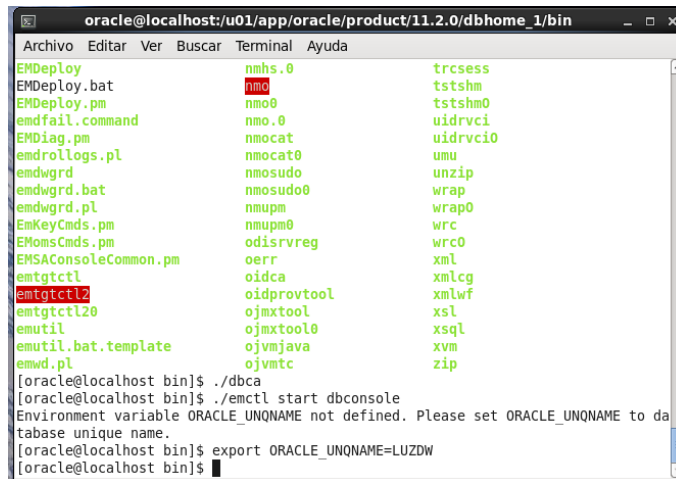 oracle@localhost:/u01/app/oracle/product/11.2.0/dbhome_1/bin
Archivo Editar Ver Buscar Terminal Ayuda
EMDeploy nmhs.0 trcsess
EMDeploy.bat nmo tstshm
EMDeploy.pm nmo0 tstshmO
emdfail.command nmo.0 uidrvci
EMDiag.pm nmocat uidrvciO
emdrollogs.pl nmocat0 umu
emdwgrd nmosudo unzip
emdwgrd.bat nmosudo0 wrap
emdwgrd.pl nmupm wrapO
EmKeyCmds.pm nmupm0 wrc
EMomsCmds.pm odisrvreg wrcO
EMSAConsoleCommon.pm oerr xml
emtgtctl oidca xmlcg
emtgtctl2 oidprovtool xmlwf
emtgtctl20 ojmxtool xsl
emutil ojmxtool0 xsql
emutil.bat.template ojvmjava xvm
emwd.pl ojvmtc zip
[oracle@localhost bin]$ ./dbca
[oracle@localhost bin]$ ./emctl start dbconsole
Environment variable ORACLE_UNQNAME not defined. Please set ORACLE_UNQNAME to da
tabase unique name.
[oracle@localhost bin]$ export ORACLE_UNQNAME=LUZDW
[oracle@localhost bin]$